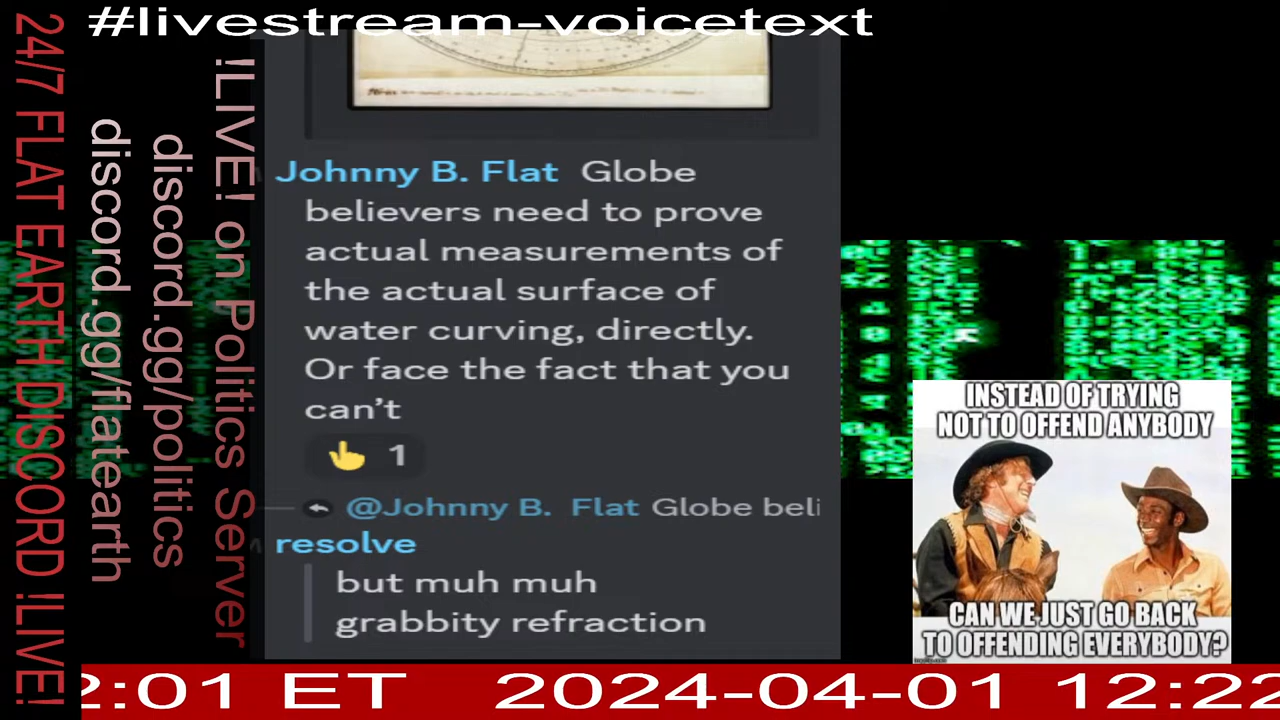 #livestream-voicetext
24/7 FLAT EARTH DISCORD !LIVE!
discord.gg/flatearth
discord.gg/politics
!LIVE! on Politics Server
Johnny B. Flat Globe
believers need to prove
actual measurements of
the actual surface of
water curving, directly.
Or face the fact that you
can’t
👆 1
@Johnny B. Flat Globe beli
resolve
but muh muh
grabbity refraction
INSTEAD OF TRYING
NOT TO OFFEND ANYBODY
CAN WE JUST GO BACK
TO OFFENDING EVERYBODY?
2:01 ET 2024-04-01 12:22